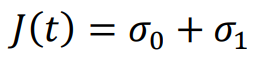 J(t) = σ₀ + σ₁